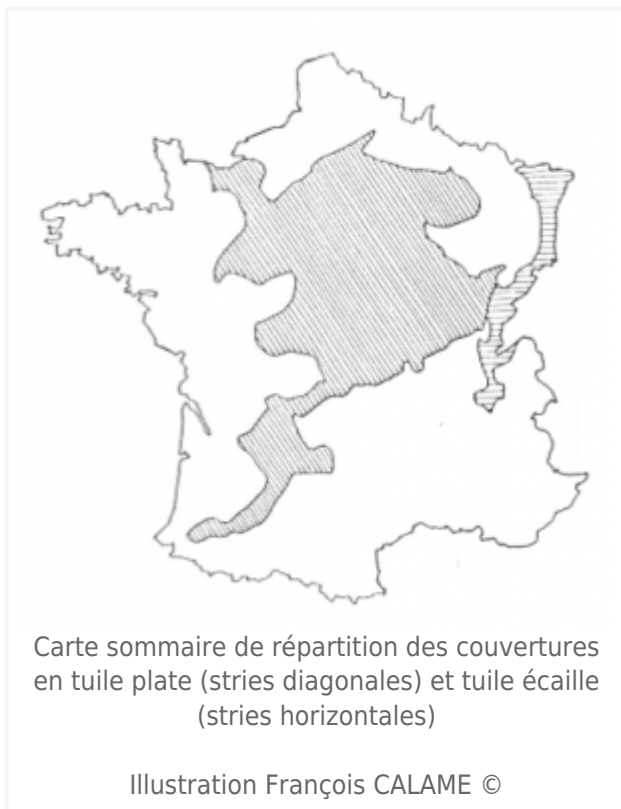 Carte sommaire de répartition des couvertures
en tuile plate (stries diagonales) et tuile écaille
(stries horizontales)
Illustration François CALAME ©